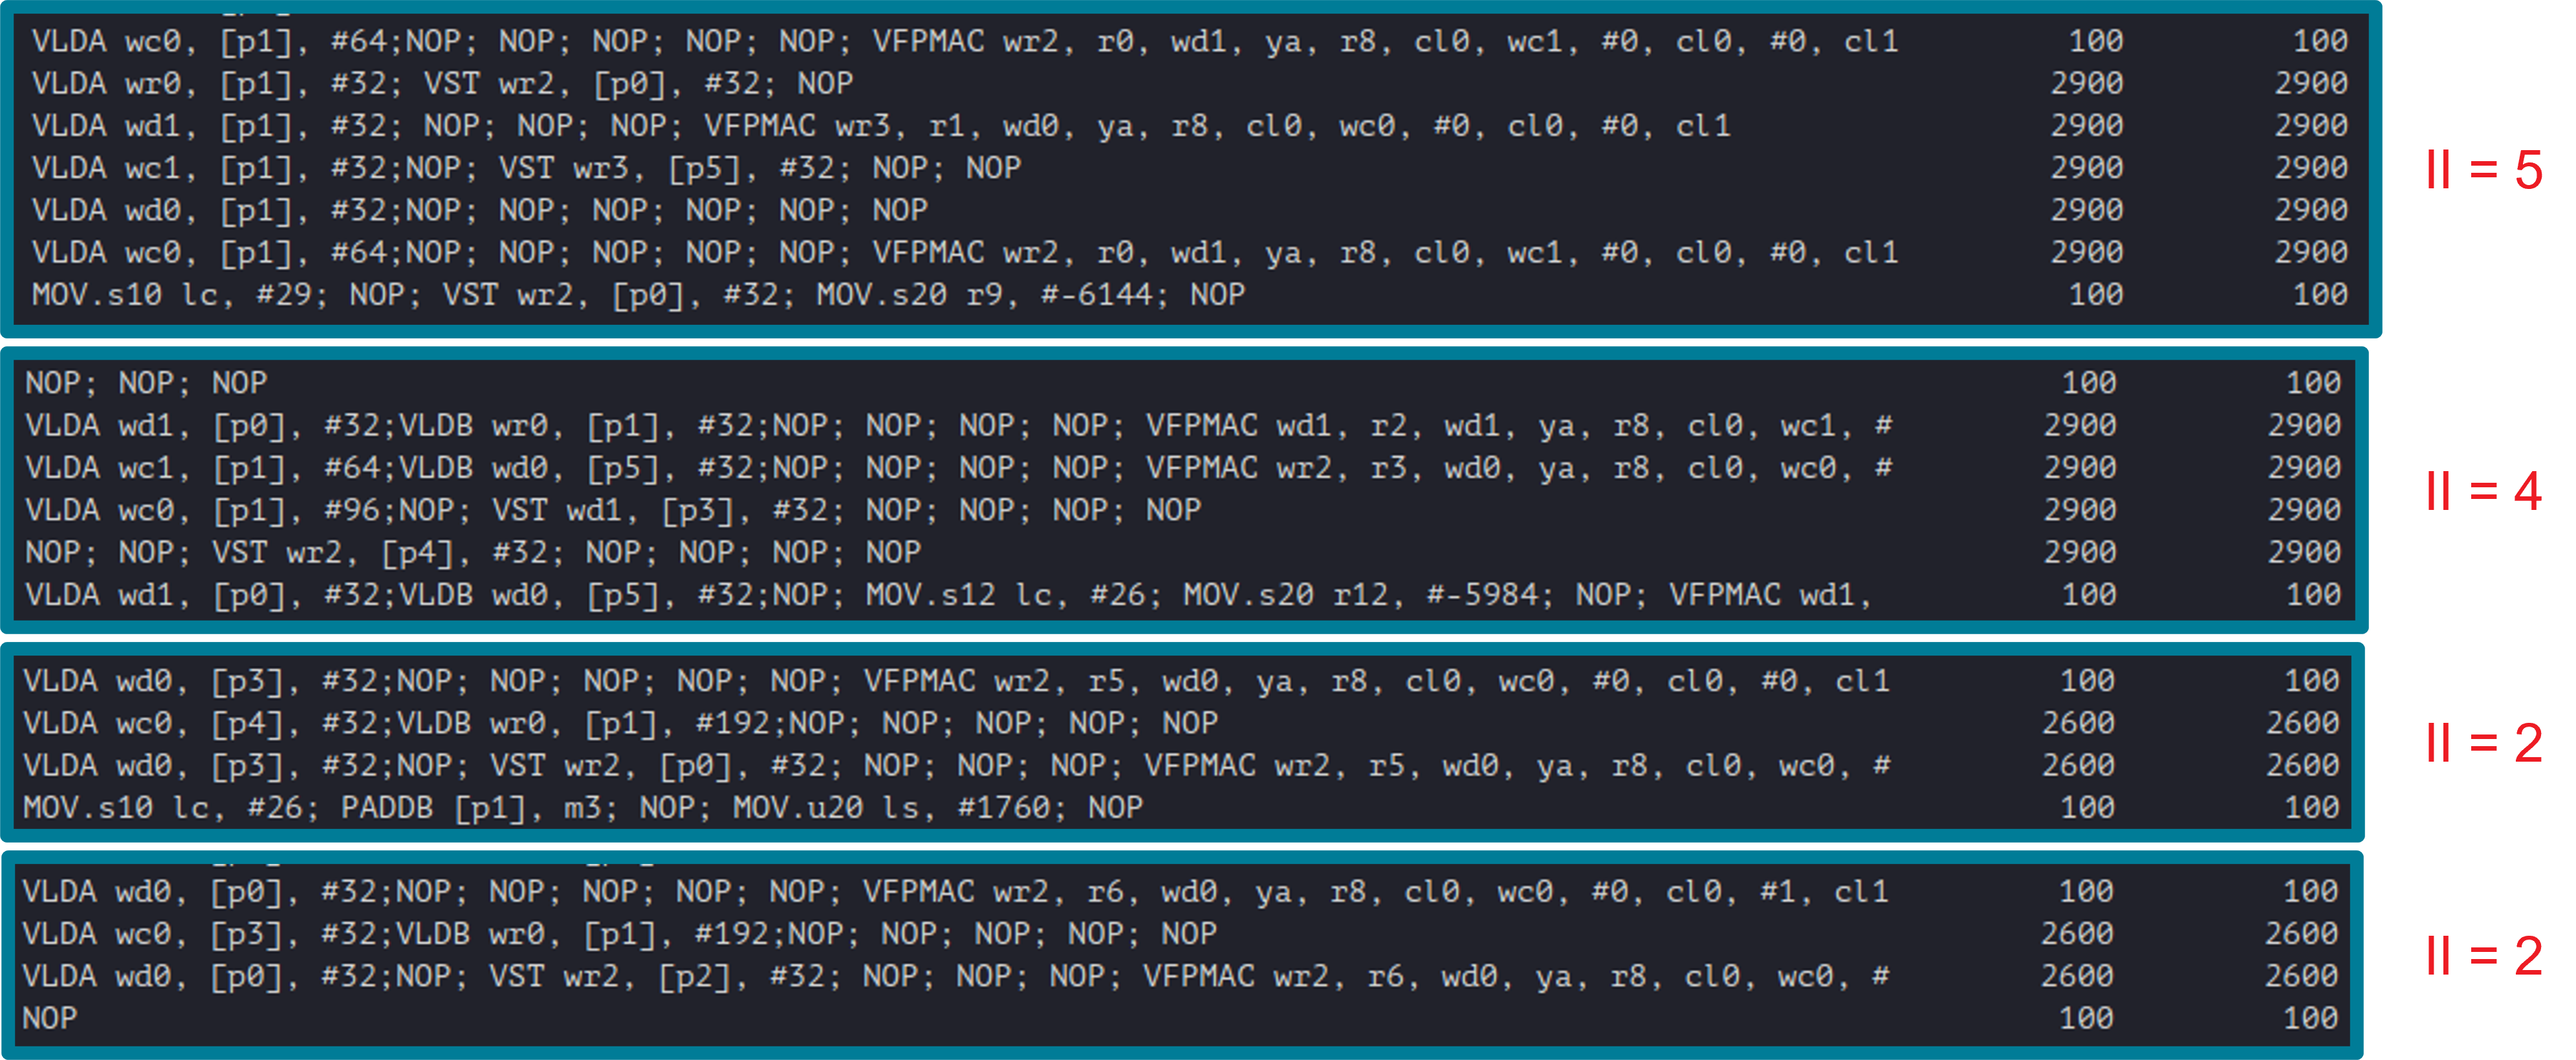 VLDA wc0, [p1], #64;NOP; NOP; NOP; NOP; NOP; VFPMAC wr2, r0, wd1, ya, r8, cl0, wc1, #0, cl0, #0, cl1 100 100
VLDA wr0, [p1], #32; VST wr2, [p0], #32; NOP 2900 2900
VLDA wd1, [p1], #32; NOP; NOP; NOP; VFPMAC wr3, r1, wd0, ya, r8, cl0, wc0, #0, cl0, #0, cl1 2900 2900
VLDA wc1, [p1], #32;NOP; VST wr3, [p5], #32; NOP; NOP 2900 2900
VLDA wd0, [p1], #32;NOP; NOP; NOP; NOP; NOP; NOP 2900 2900
VLDA wc0, [p1], #64;NOP; NOP; NOP; NOP; NOP; VFPMAC wr2, r0, wd1, ya, r8, cl0, wc1, #0, cl0, #0, cl1 2900 2900
MOV.s10 lc, #29; NOP; VST wr2, [p0], #32; MOV.s20 r9, #-6144; NOP 100 100
II = 5
NOP; NOP; NOP 100 100
VLDA wd1, [p0], #32;VLDB wr0, [p1], #32;NOP; NOP; NOP; NOP; VFPMAC wd1, r2, wd1, ya, r8, cl0, wc1, # 2900 2900
VLDA wc1, [p1], #64;VLDB wd0, [p5], #32;NOP; NOP; NOP; NOP; VFPMAC wr2, r3, wd0, ya, r8, cl0, wc0, # 2900 2900
VLDA wc0, [p1], #96;NOP; VST wd1, [p3], #32; NOP; NOP; NOP; NOP 2900 2900
NOP; NOP; VST wr2, [p4], #32; NOP; NOP; NOP; NOP 2900 2900
VLDA wd1, [p0], #32;VLDB wd0, [p5], #32;NOP; MOV.s12 lc, #26; MOV.s20 r12, #-5984; NOP; VFPMAC wd1, 100 100
II = 4
VLDA wd0, [p3], #32;NOP; NOP; NOP; NOP; NOP; VFPMAC wr2, r5, wd0, ya, r8, cl0, wc0, #0, cl0, #0, cl1 100 100
VLDA wc0, [p4], #32;VLDB wr0, [p1], #192;NOP; NOP; NOP; NOP; NOP 2600 2600
VLDA wd0, [p3], #32;NOP; VST wr2, [p0], #32; NOP; NOP; NOP; VFPMAC wr2, r5, wd0, ya, r8, cl0, wc0, # 2600 2600
MOV.s10 lc, #26; PADDB [p1], m3; NOP; MOV.u20 ls, #1760; NOP 100 100
II = 2
VLDA wd0, [p0], #32;NOP; NOP; NOP; NOP; NOP; VFPMAC wr2, r6, wd0, ya, r8, cl0, wc0, #0, cl0, #1, cl1 100 100
VLDA wc0, [p3], #32;VLDB wr0, [p1], #192;NOP; NOP; NOP; NOP; NOP 2600 2600
VLDA wd0, [p0], #32;NOP; VST wr2, [p2], #32; NOP; NOP; NOP; VFPMAC wr2, r6, wd0, ya, r8, cl0, wc0, # 2600 2600
NOP 100 100
II = 2